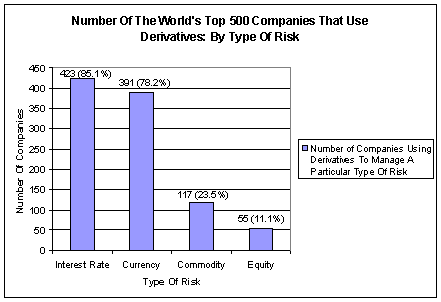 Number Of The World's Top 500 Companies That Use
Derivatives: By Type Of Risk
Number Of Companies
450
400
350
300
250
200
150
100
50
0
423 (85.1%)
391 (78.2%)
117 (23.5%)
55 (11.1%)
Interest Rate
Currency
Commodity
Equity
Type Of Risk
Number of Companies Using
Derivatives To Manage A
Particular Type Of Risk